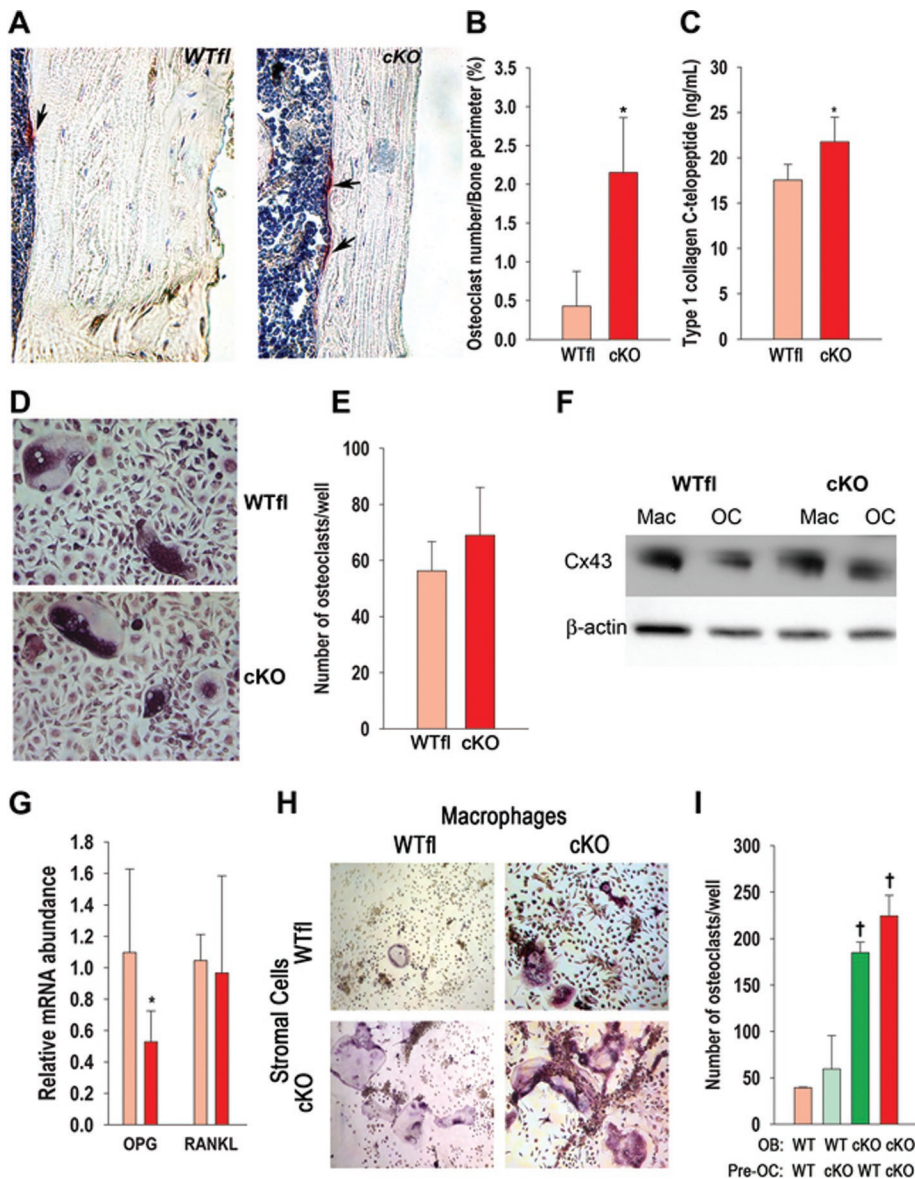 A
WTfl
cKO
B
Osteoclast number/Bone perimeter (%)
3.5
3.0
2.5
2.0
1.5
1.0
0.5
0.0
*
WTfl cKO
C
Type 1 collagen C-telopeptide (ng/mL)
30
25
20
15
10
5
0
*
WTfl cKO
D
WTfl
cKO
E
Number of osteoclasts/well
100
80
60
40
20
0
WTfl cKO
F
WTfl cKO
Mac OC Mac OC
Cx43
β-actin
G
Relative mRNA abundance
1.8
1.6
1.4
1.2
1.0
0.8
0.6
0.4
0.2
0.0
*
OPG RANKL
H
Macrophages
WTfl cKO
Stromal Cells
WTfl
cKO
I
Number of osteoclasts/well
300
250
200
150
100
50
0
† †
OB: WT WT cKO cKO
Pre-OC: WT cKO WT cKO